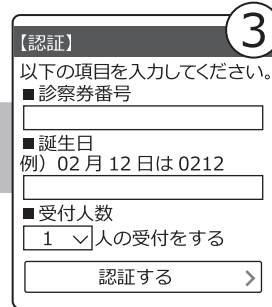 3
【認証】
以下の項目を入力してください。
■診察券番号
■誕生日
例）02月12日は0212
■受付人数
1 人の受付をする
認証する